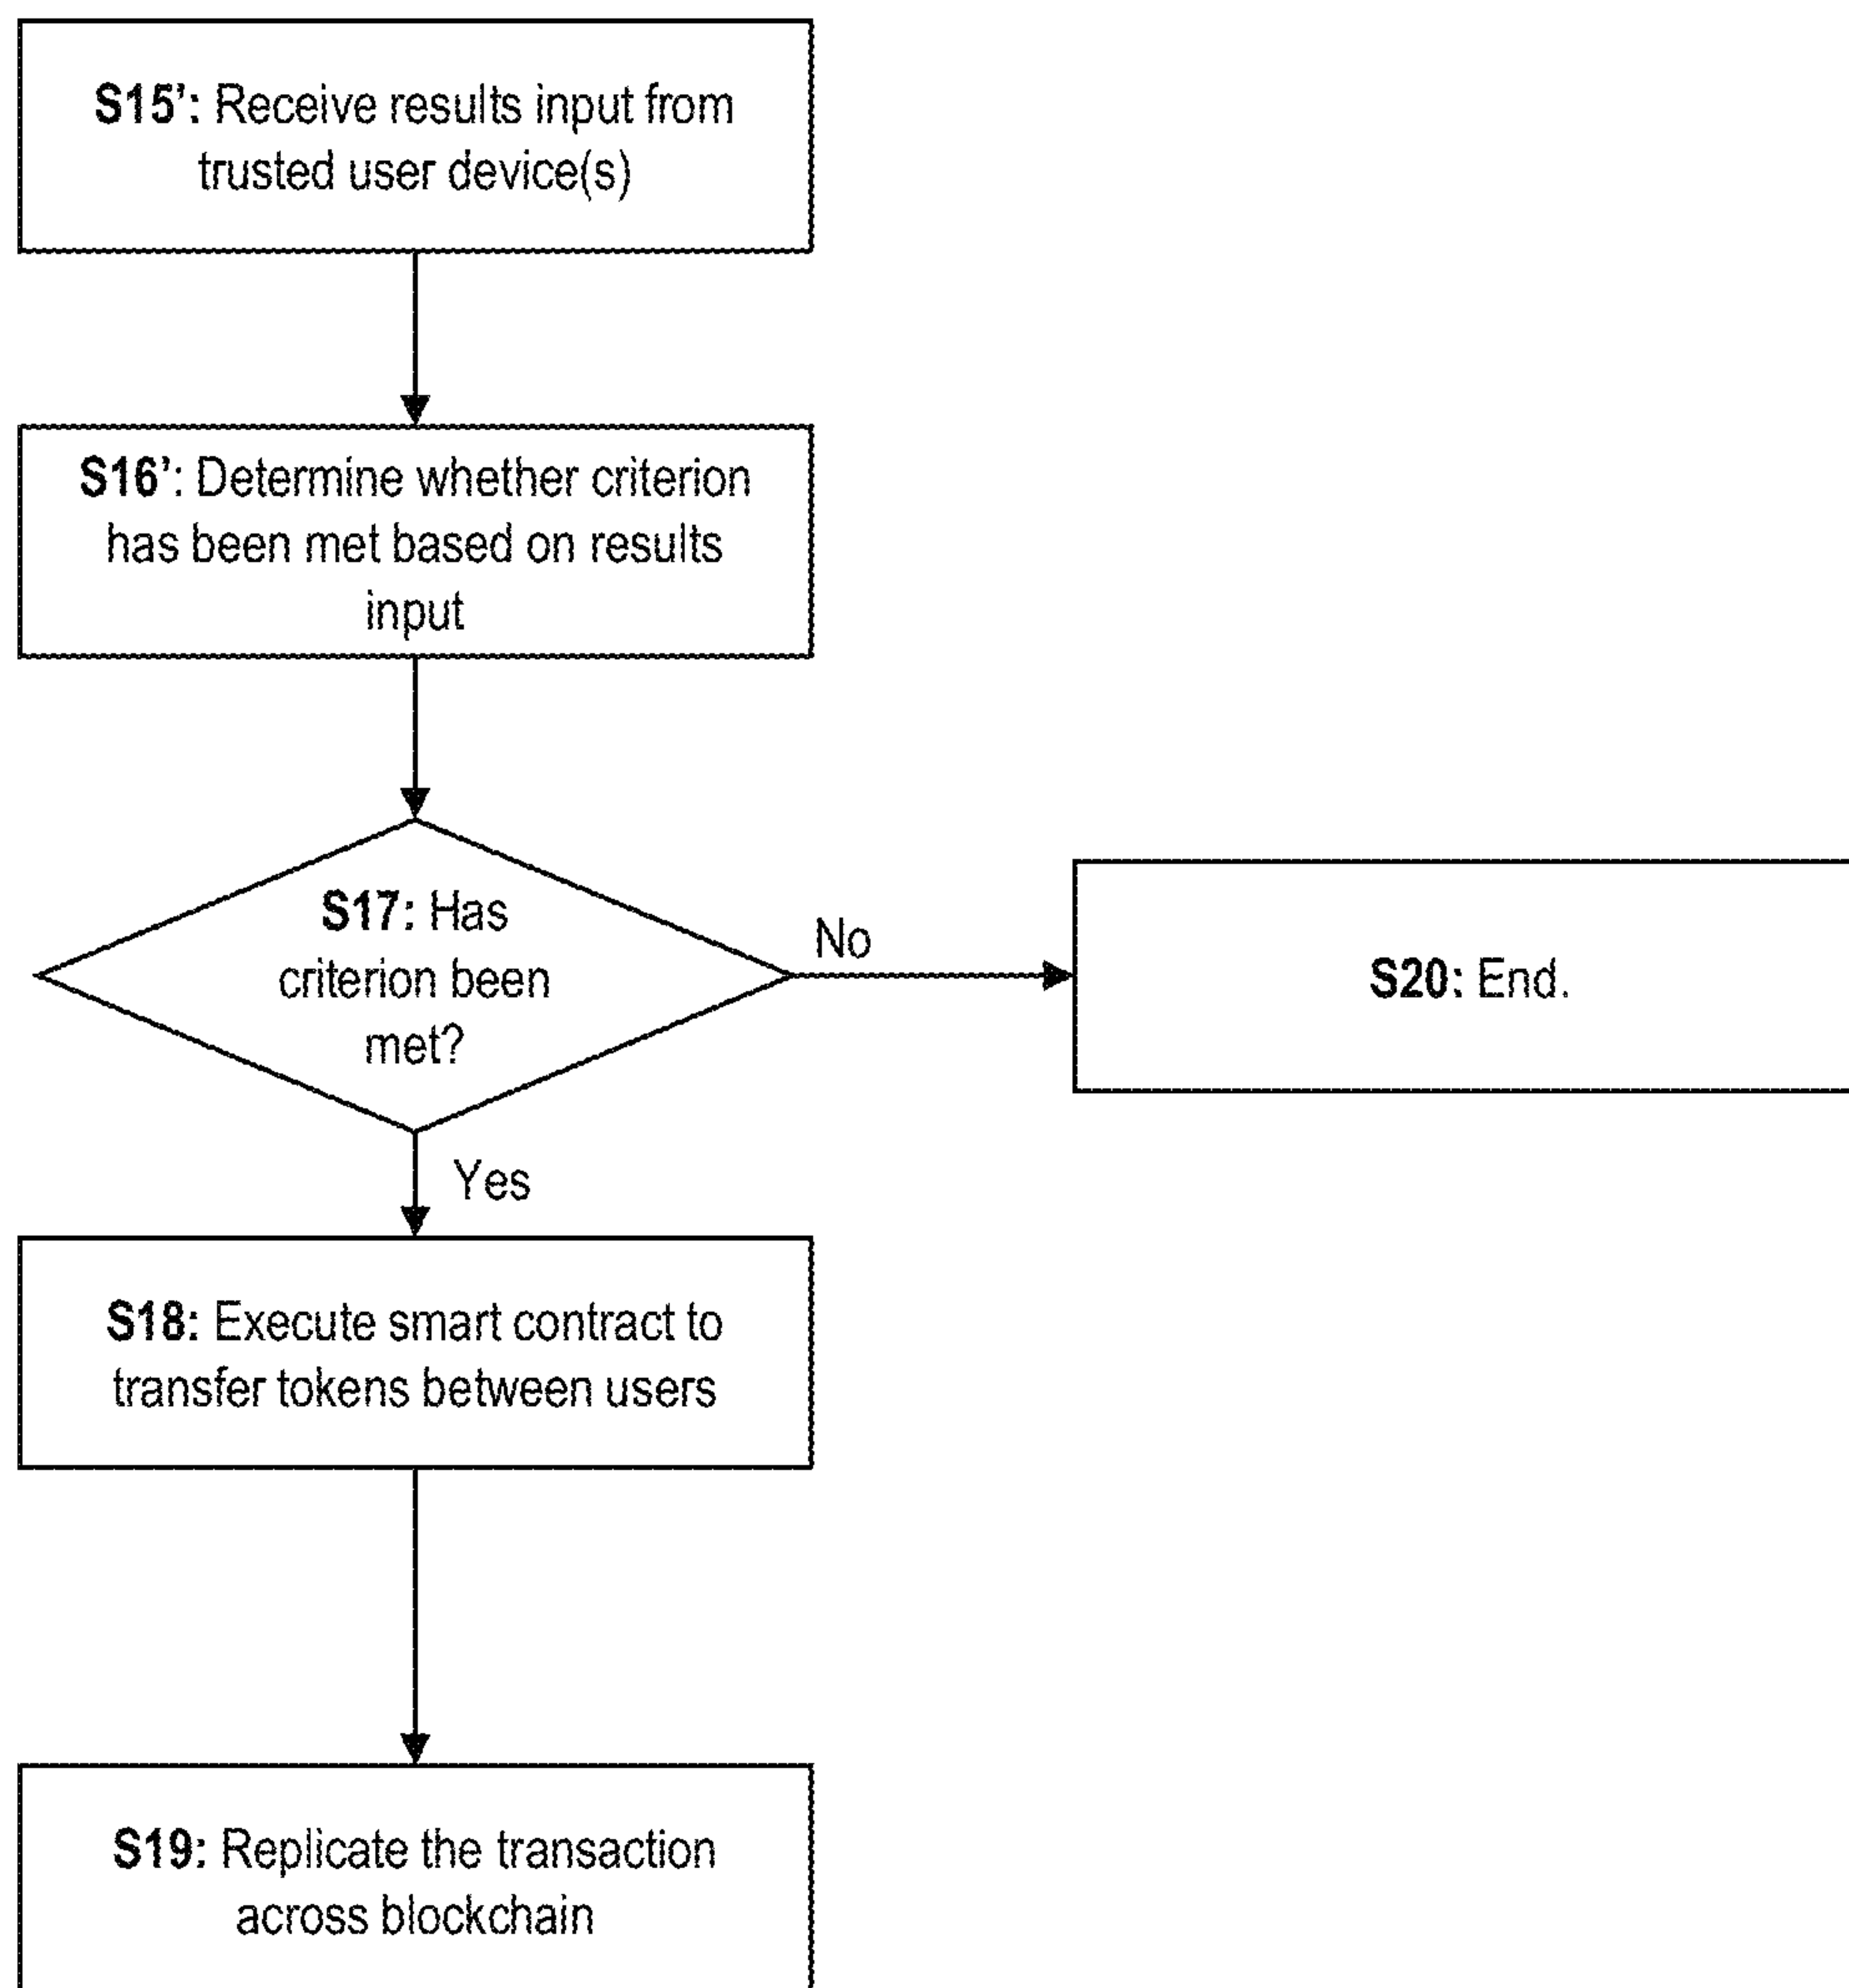 S15’: Receive results input from
trusted user device(s)
S16’: Determine whether criterion
has been met based on results
input
S17: Has
criterion been
met?
No
S20: End.
Yes
S18: Execute smart contract to
transfer tokens between users
S19: Replicate the transaction
across blockchain